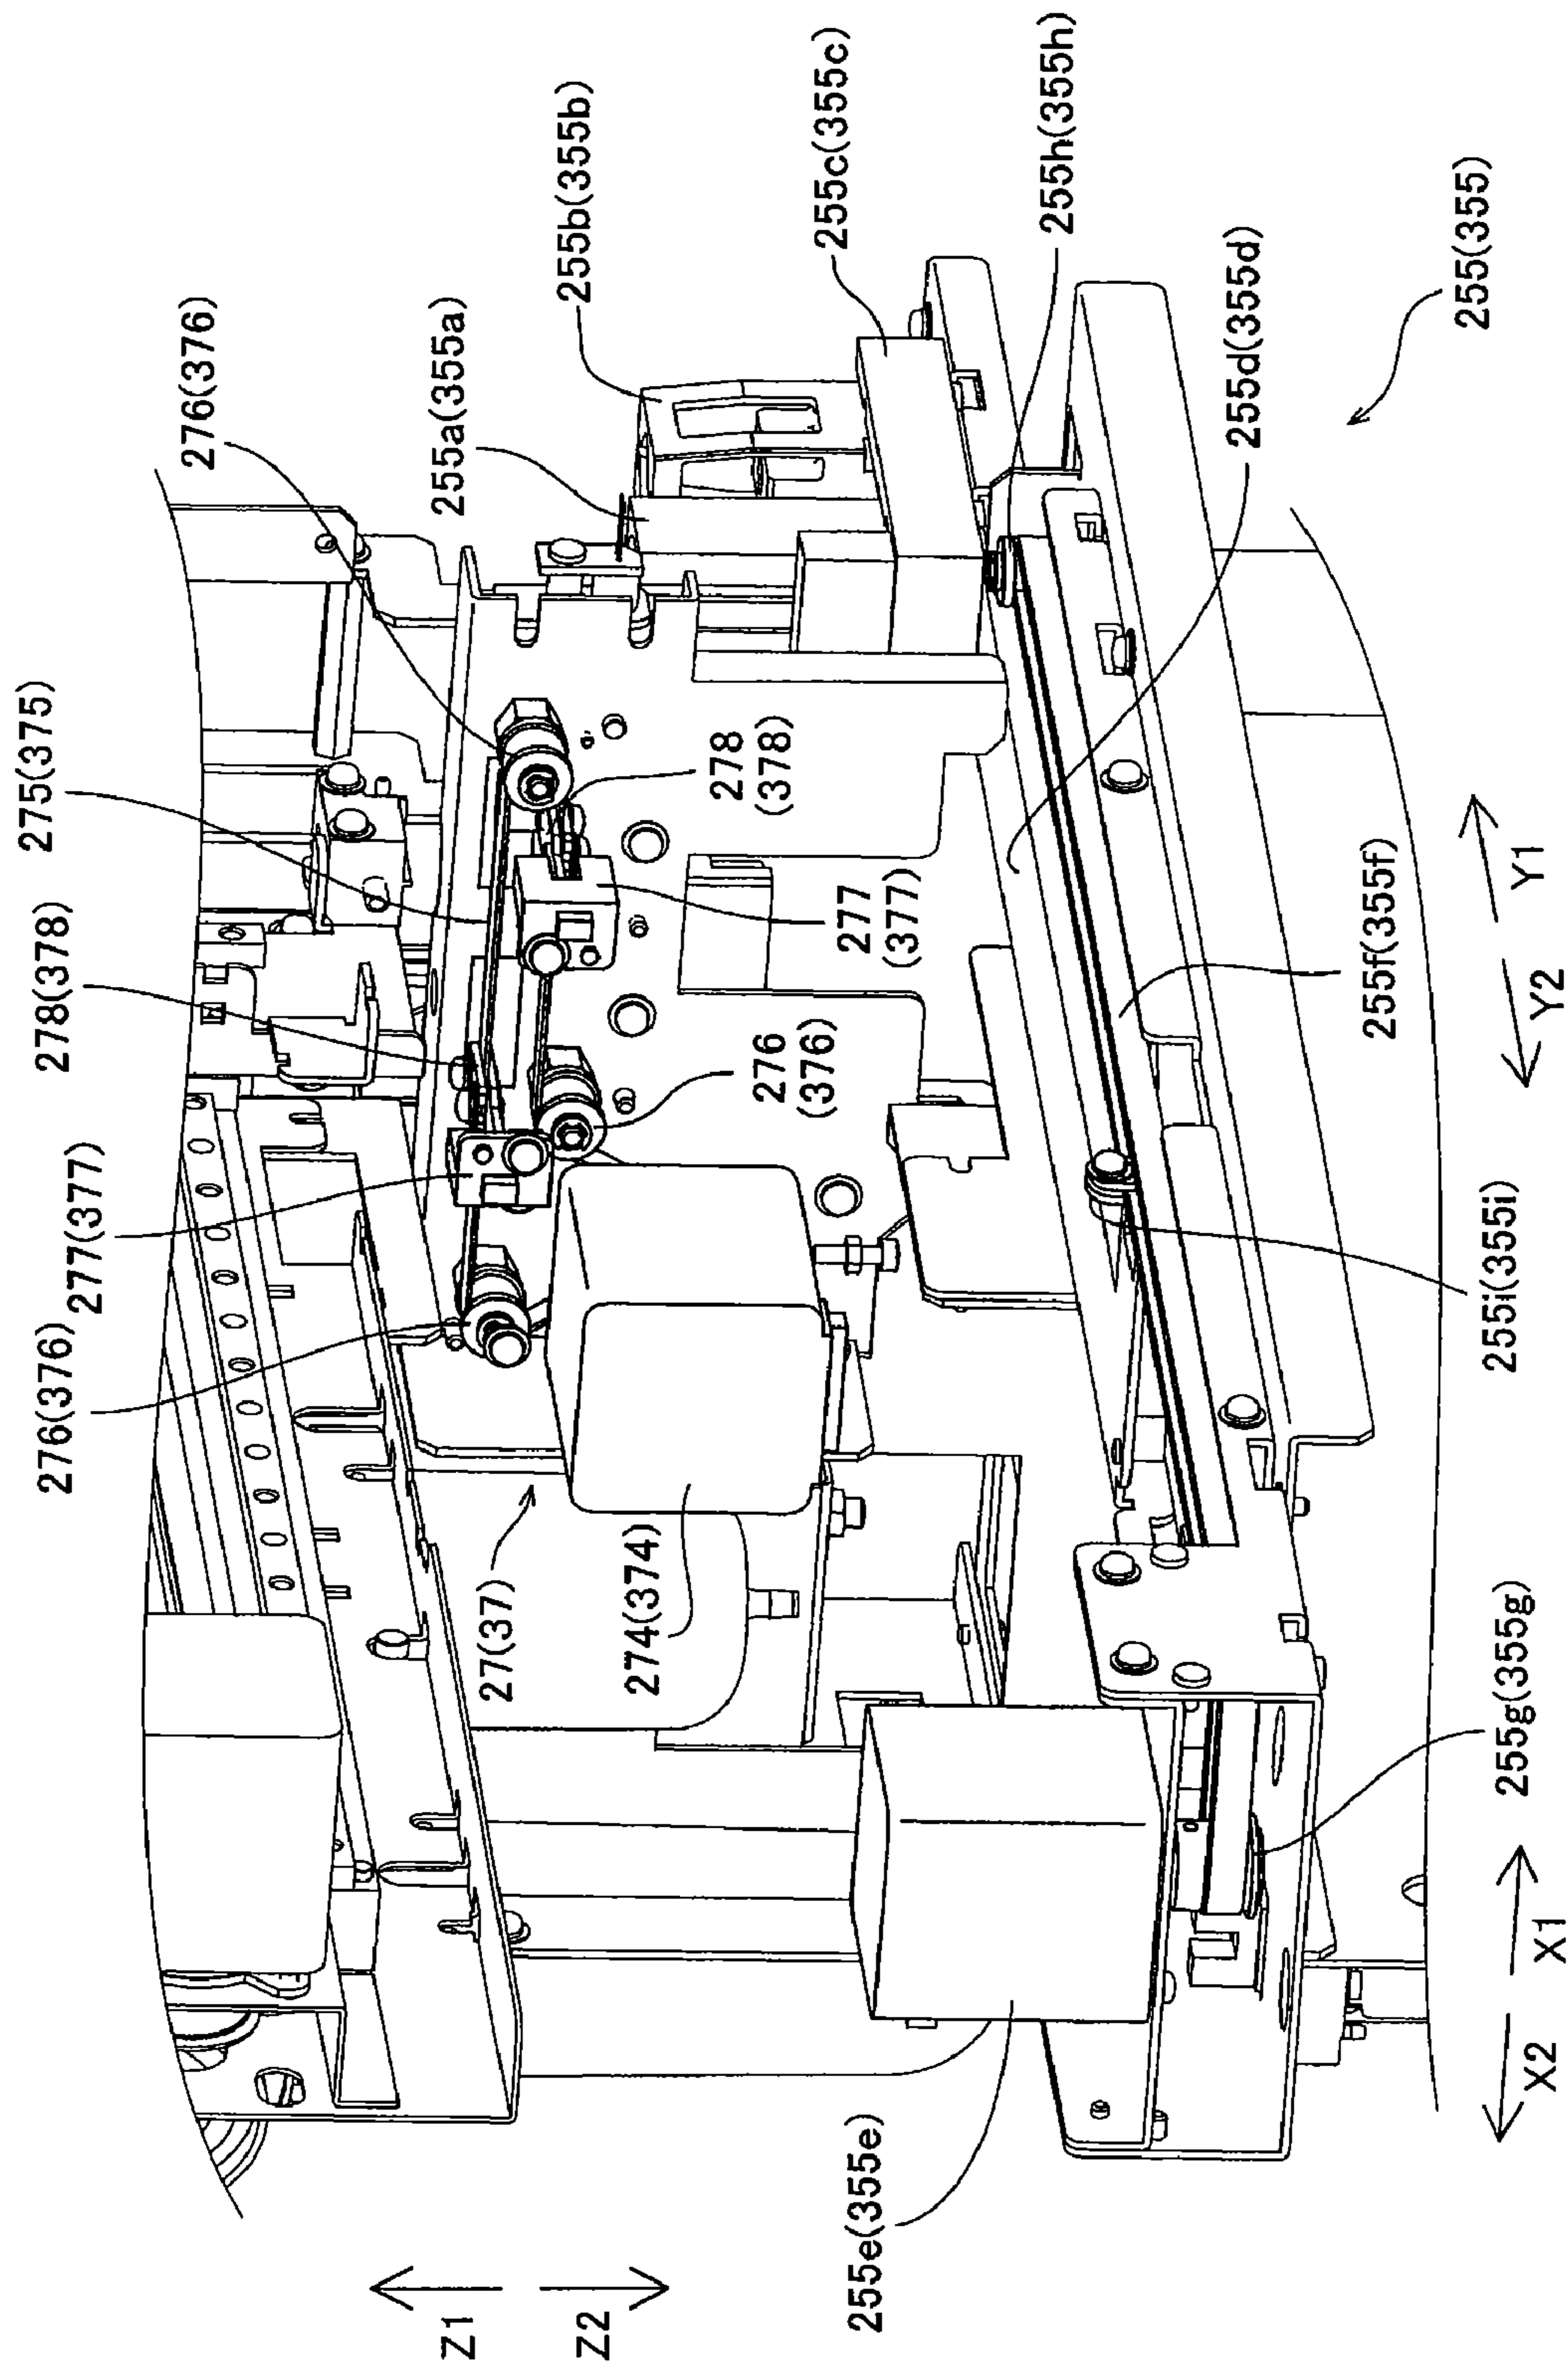 276(376)
277(377)
278(378)
275(375)
276(376)
255a(355a)
255b(355b)
255c(355c)
255h(355h)
255d(355d)
255(355)
27(37)
274(374)
276
(376)
277
(377)
278
(378)
Z1
Z2
255e(355e)
255g(355g)
255i(355i)
255f(355f)
X2
X1
Y2
Y1